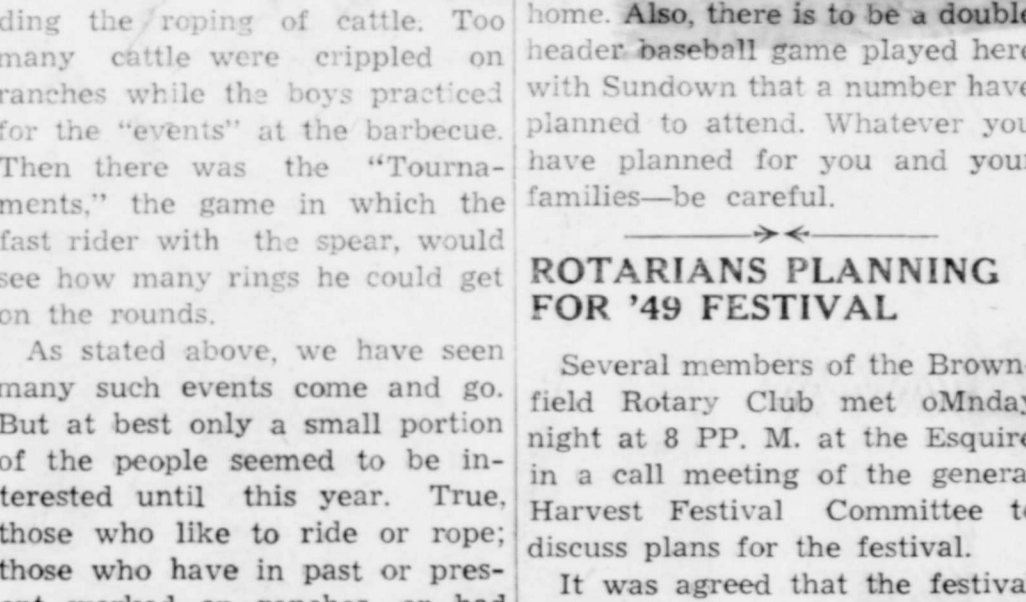 ding the roping of cattle. Too
many cattle were crippled on
ranches while the boys practiced
for the "events" at the barbecue.
Then there was the "Tourna-
ments," the game in which the
fast rider with the spear, would
see how many rings he could get
on the rounds.
As stated above, we have seen
many such events come and go.
But at best only a small portion
of the people seemed to be in-
terested until this year. True,
those who like to ride or rope;
those who have in past or pres-
home. Also, there is to be a double
header baseball game played here
with Sundown that a number have
planned to attend. Whatever you
have planned for you and your
families—be careful.
ROTARIANS PLANNING
FOR '49 FESTIVAL
Several members of the Brown-
field Rotary Club met oMnday
night at 8 PP. M. at the Esquire
in a call meeting of the general
Harvest Festival Committee to
discuss plans for the festival.
It was agreed that the festival